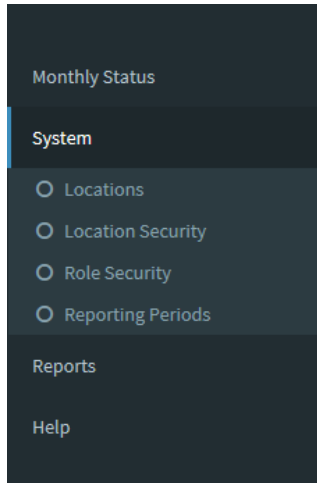 Monthly Status
System
Locations
Location Security
Role Security
Reporting Periods
Reports
Help